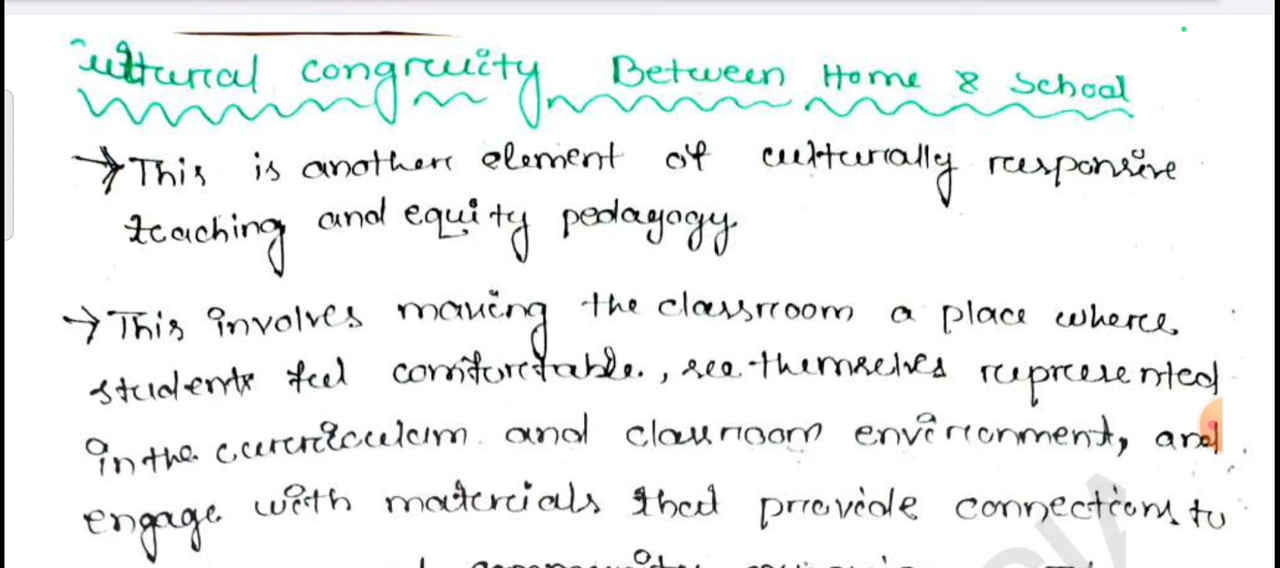 Cultural congruity Between Home & School
→ This is another element of culturally responsive
teaching and equity pedagogy
→ This involves making the classroom a place where
students feel comfortable, see themselves represented
in the curriculum and classroom environment, and
engage with materials that provide connections to